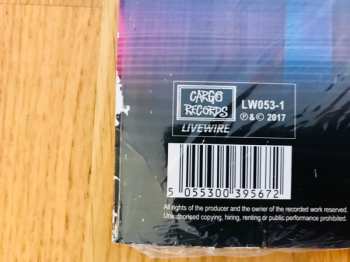 CARGO
RECORDS
LIVEWIRE
LW053-1
℗ & © 2017
5 055300 395672
All rights of the producer and the owner of the recorded work reserved.
Unauthorised copying, hiring, renting or public performance prohibited.